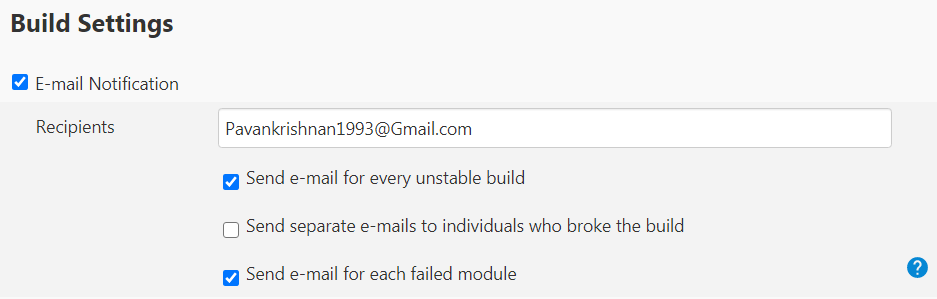 Build Settings
E-mail Notification
Recipients
Pavankrishnan1993@Gmail.com
Send e-mail for every unstable build
Send separate e-mails to individuals who broke the build
Send e-mail for each failed module
?